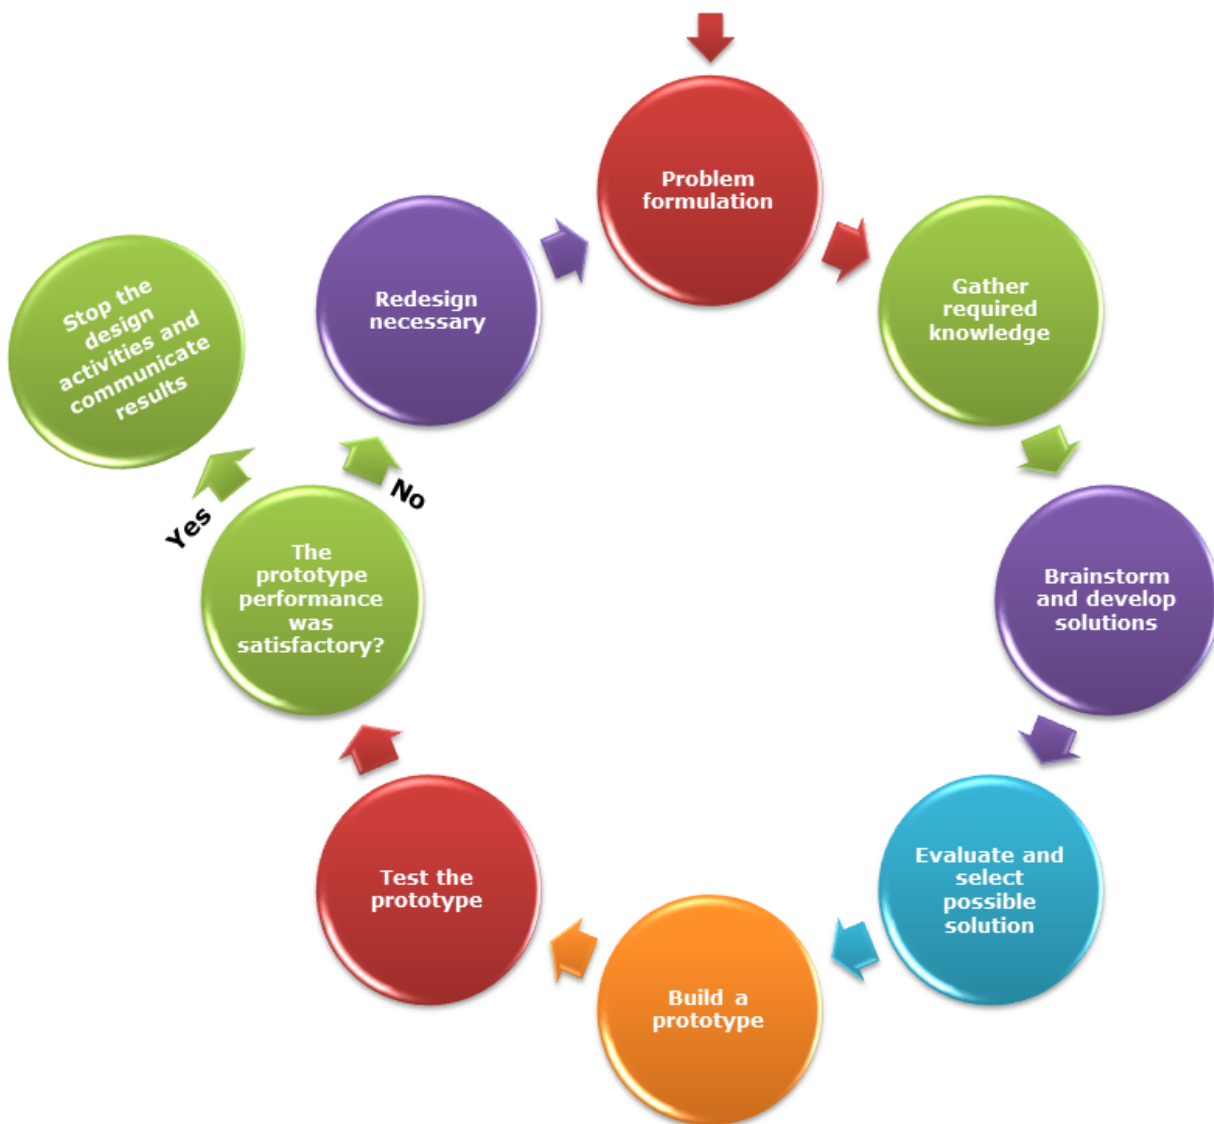 Problem
formulation
Gather
required
knowledge
Brainstorm
and develop
solutions
Evaluate and
select
possible
solution
Build a
prototype
Test the
prototype
The
prototype
performance
was
satisfactory?
Yes
No
Stop the
design
activities and
communicate
results
Redesign
necessary